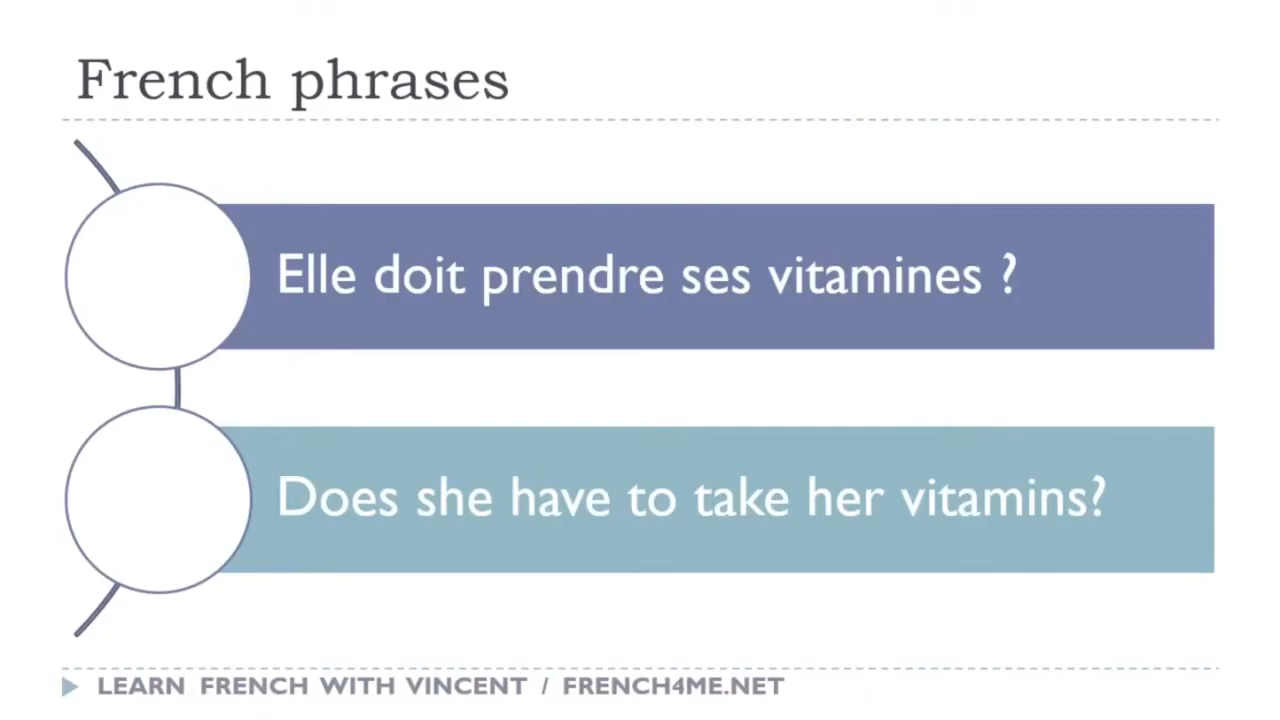 French phrases
Elle doit prendre ses vitamines ?
Does she have to take her vitamins?
LEARN FRENCH WITH VINCENT / FRENCH4ME.NET